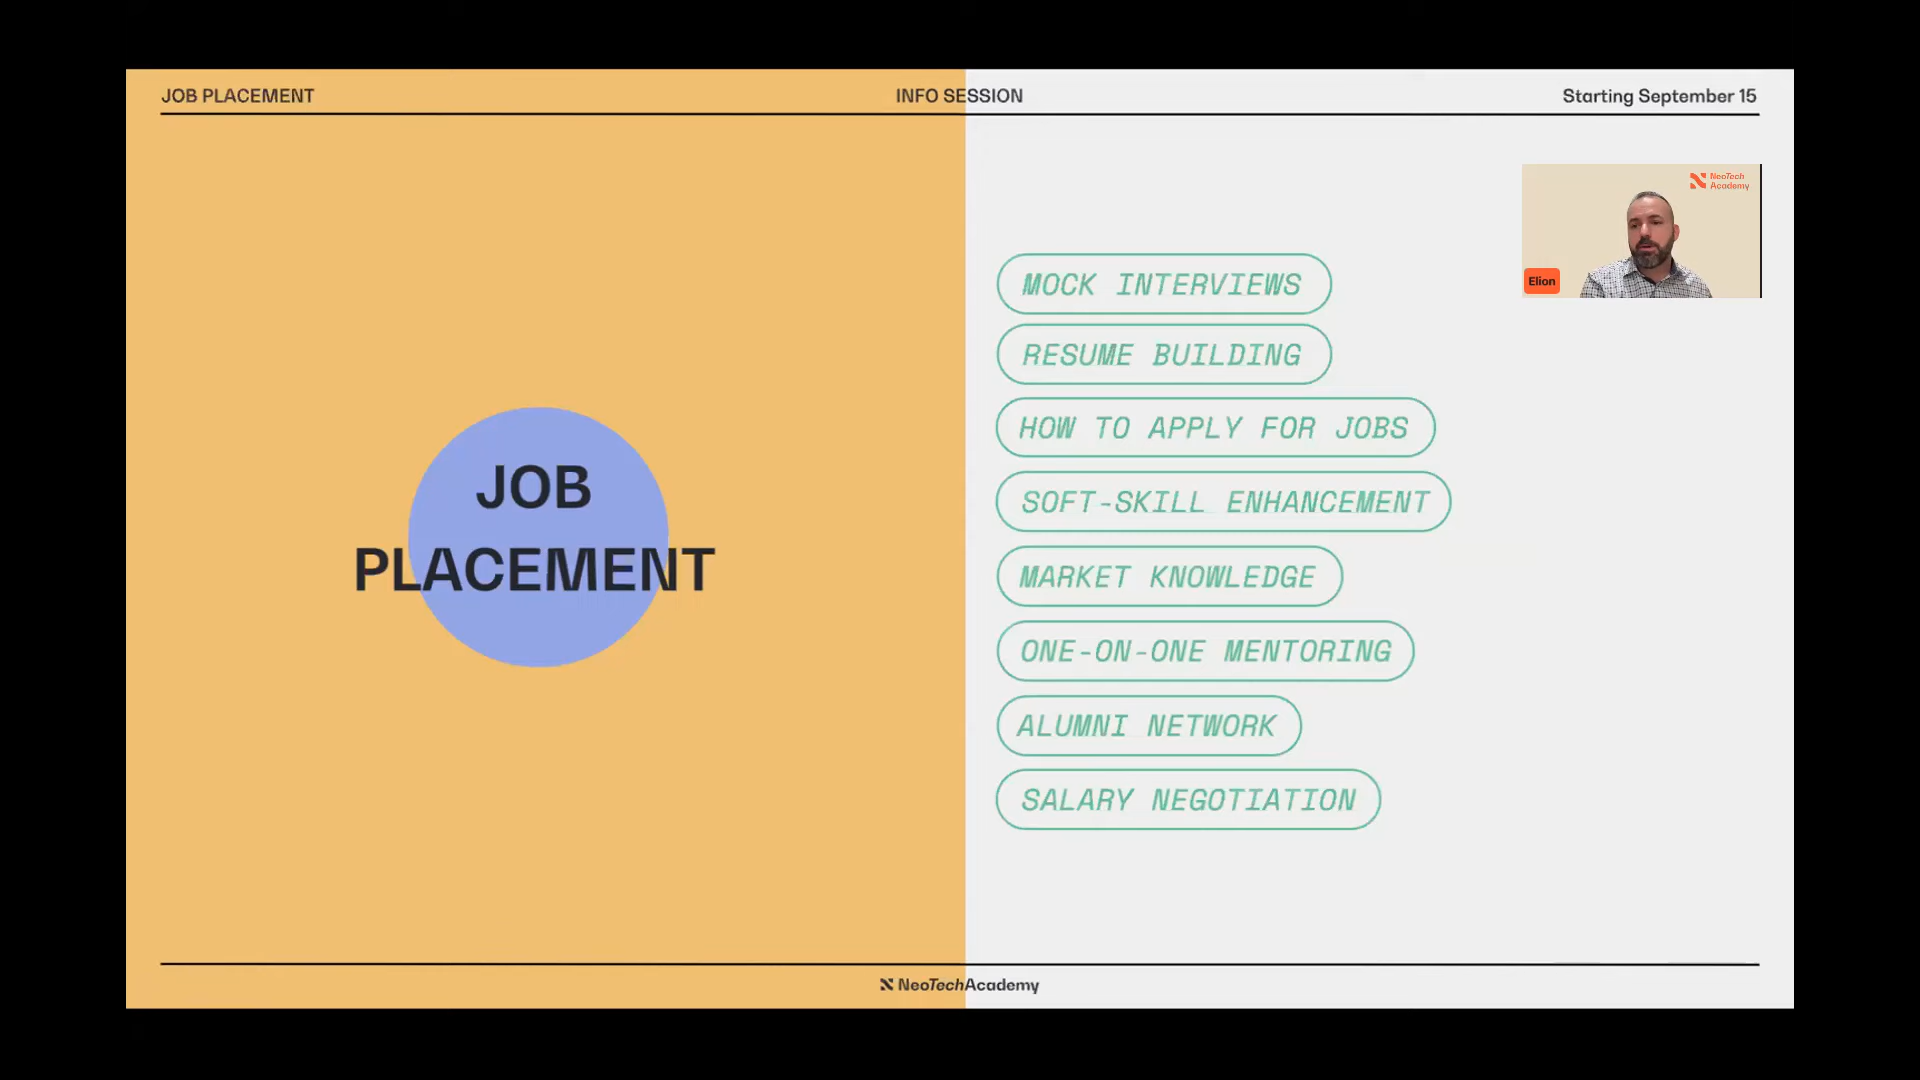 JOB PLACEMENT
INFO SESSION
Starting September 15
NeoTech
Academy
Elion
JOB
PLACEMENT
MOCK INTERVIEWS
RESUME BUILDING
HOW TO APPLY FOR JOBS
SOFT-SKILL ENHANCEMENT
MARKET KNOWLEDGE
ONE-ON-ONE MENTORING
ALUMNI NETWORK
SALARY NEGOTIATION
NeoTechAcademy